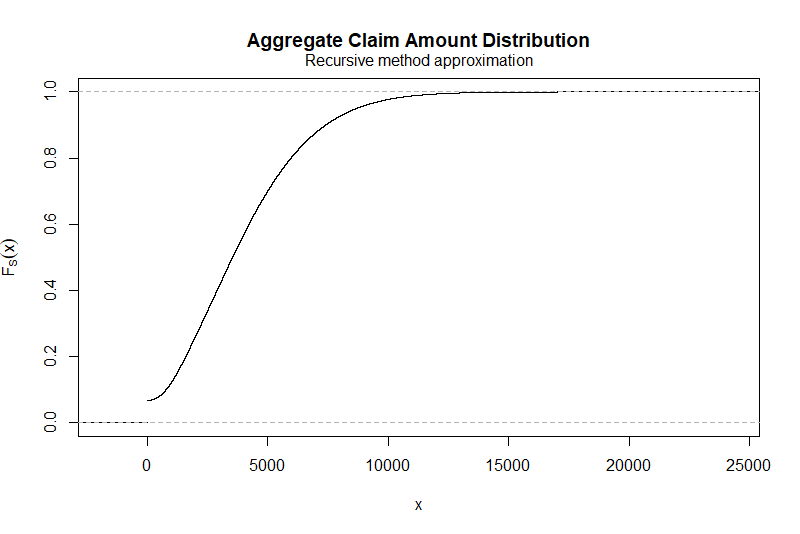 Aggregate Claim Amount Distribution
Recursive method approximation
1.0
0.8
0.6
0.4
0.2
0.0
F_S(x)
0 5000 10000 15000 20000 25000
x